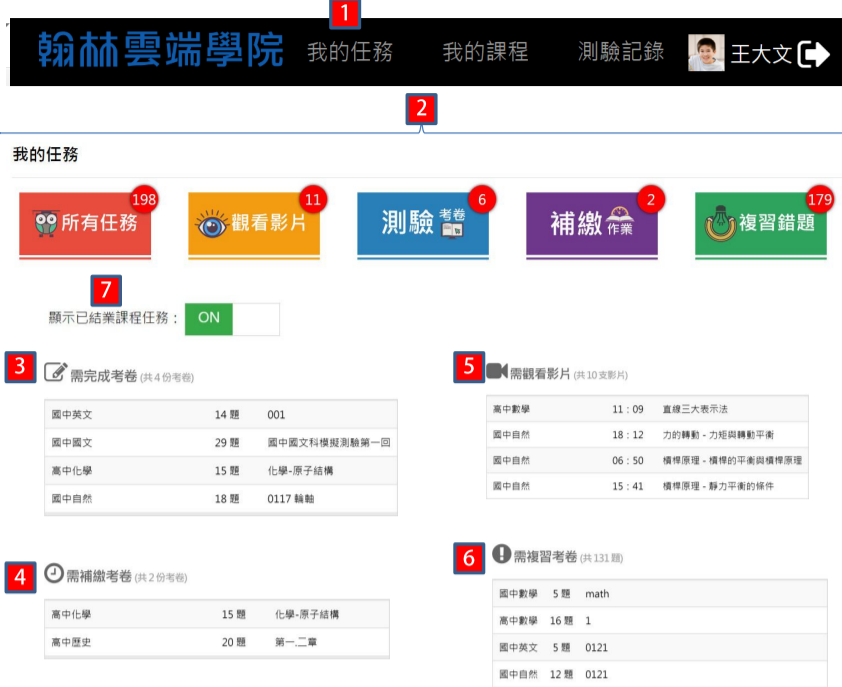 1
翰林雲端學院 我的任務 我的課程 測驗記錄 王大文
2
我的任務
198 11 6 2 179
所有任務 觀看影片 測驗 考卷 補繳 作業 複習錯題
7
顯示已結業課程任務： ON
3 需完成考卷 (共4份考卷)
國中英文 14 題 001
國中國文 29 題 國中國文科模擬測驗第一回
高中化學 15 題 化學-原子結構
國中自然 18 題 0117 輪軸
5 需觀看影片 (共10支影片)
高中數學 11：09 直線三大表示法
國中自然 18：12 力的轉動 - 力矩與轉動平衡
國中自然 06：50 槓桿原理 - 槓桿的平衡與槓桿原理
國中自然 15：41 槓桿原理 - 靜力平衡的條件
4 需補繳考卷 (共2份考卷)
高中化學 15 題 化學-原子結構
高中歷史 20 題 第一.二章
6 需複習考卷 (共131題)
國中數學 5 題 math
高中數學 16 題 1
國中英文 5 題 0121
國中自然 12 題 0121